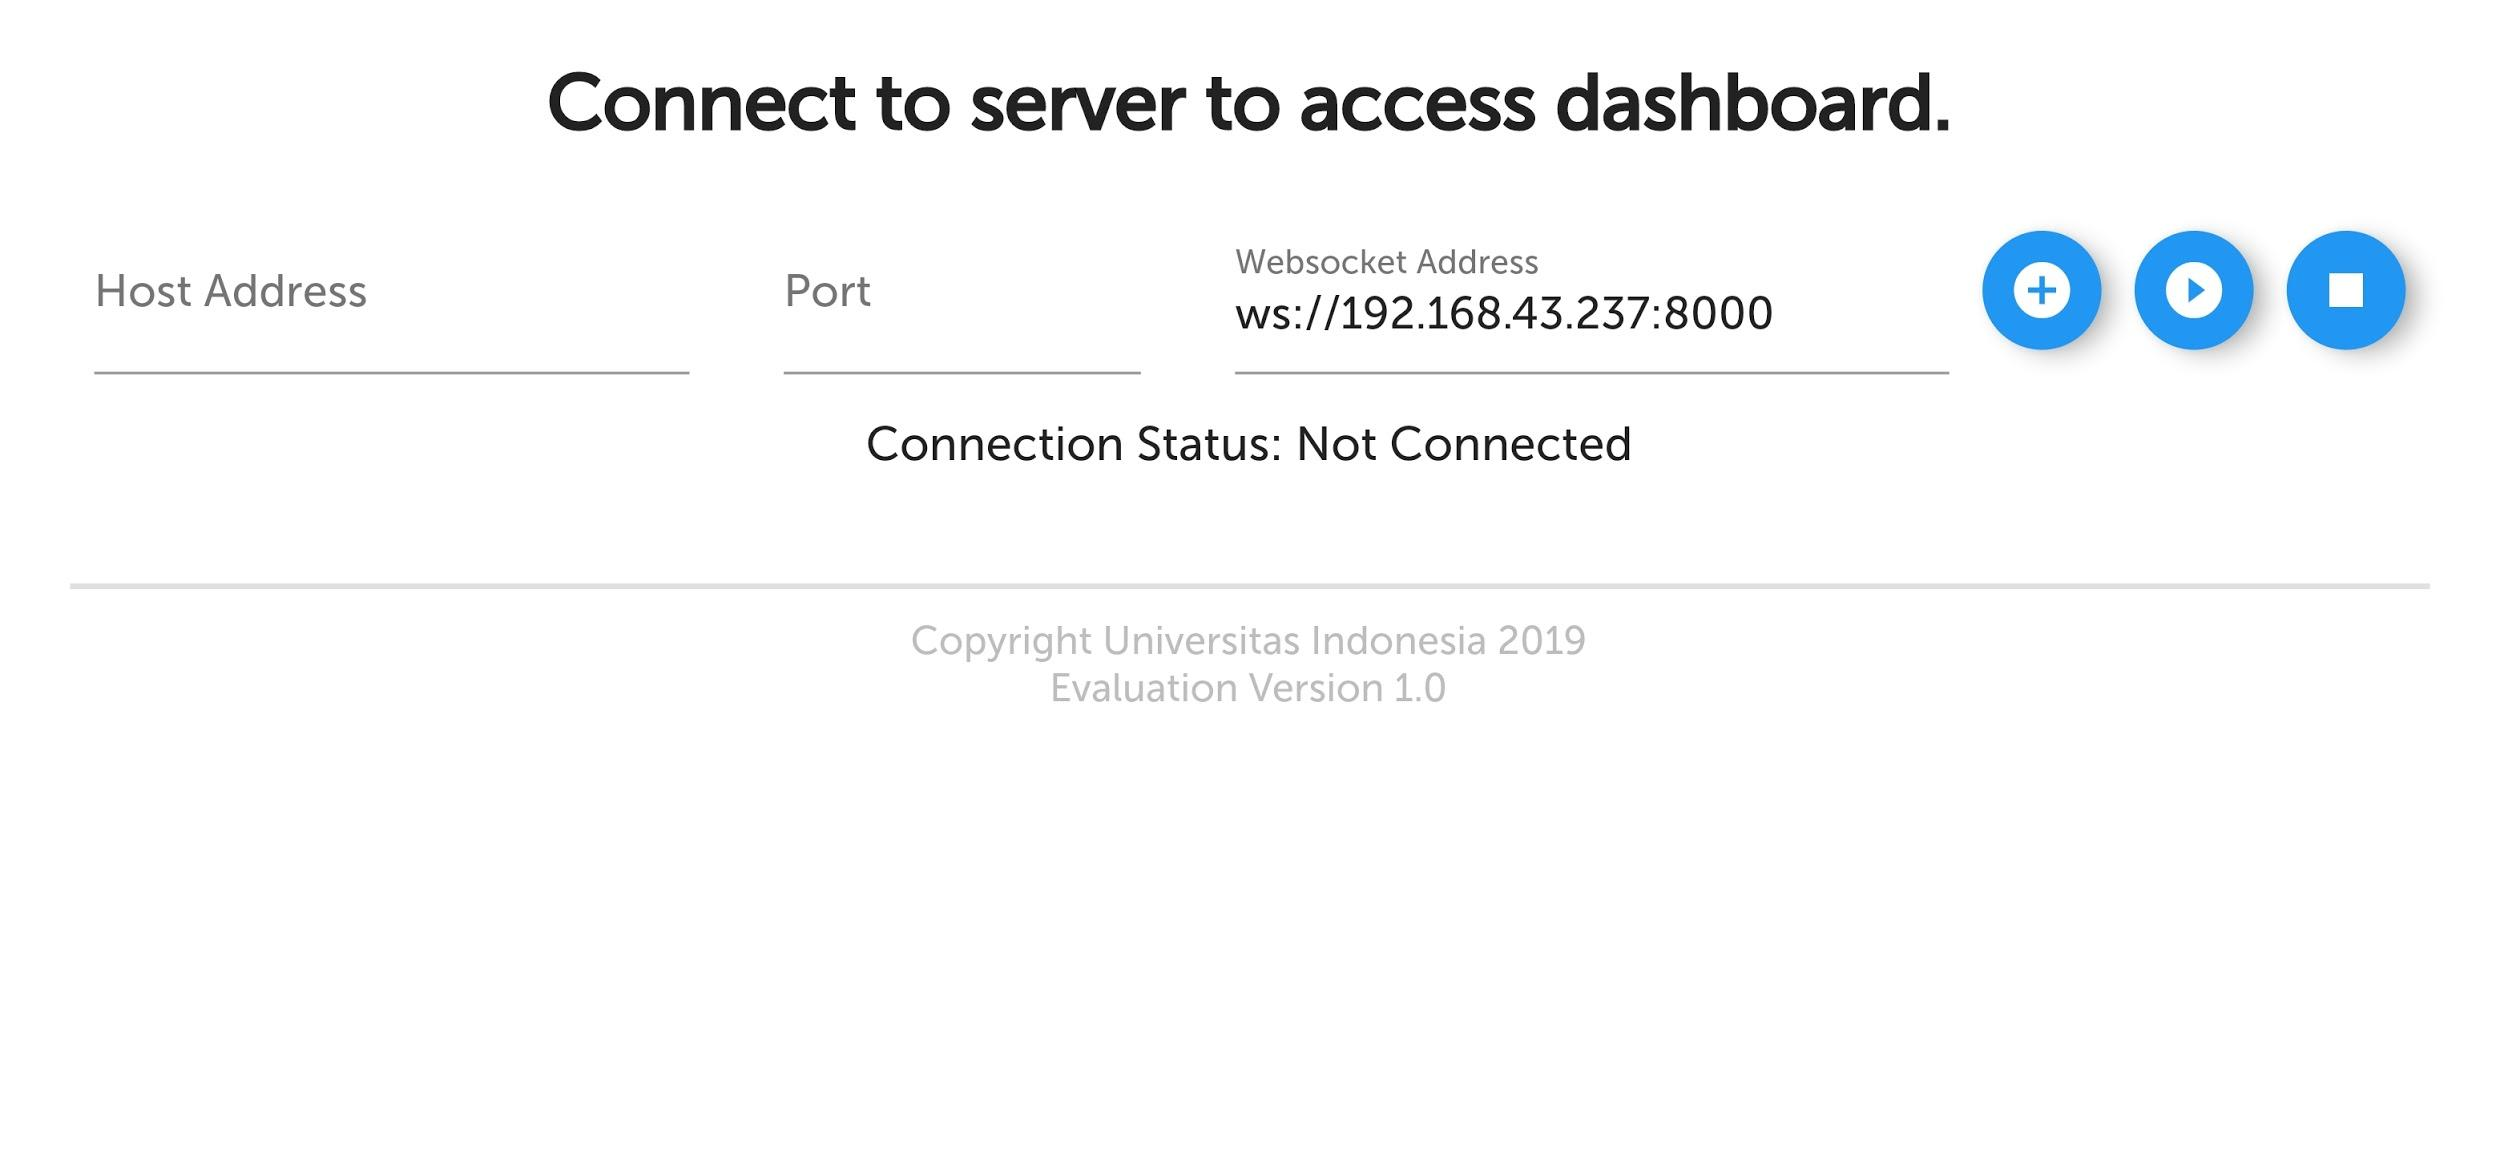 Connect to server to access dashboard.
Host Address
Port
Websocket Address
ws://192.168.43.237:8000
Connection Status: Not Connected
Copyright Universitas Indonesia 2019
Evaluation Version 1.0